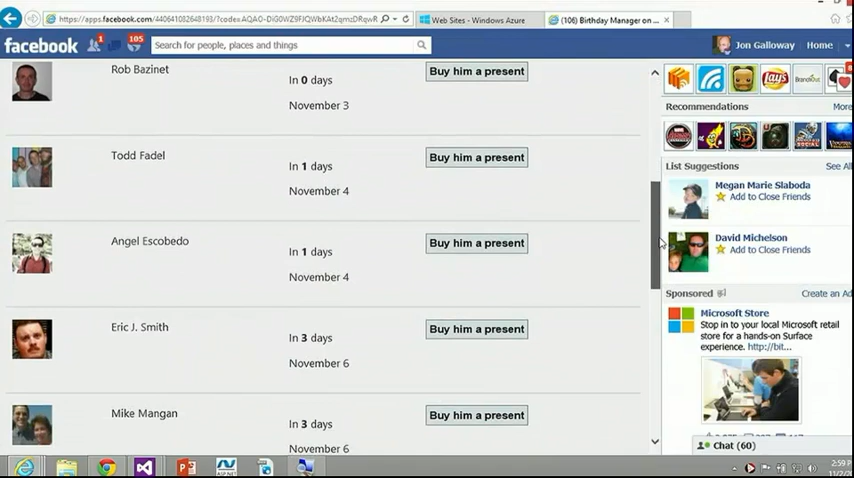 https://apps.facebook.com/440641082648193/?code=AQAO-DiG0WZ9FJQWbKAt2qmzDRqwR
Web Sites - Windows Azure
(106) Birthday Manager on ...
facebook
1
105
Search for people, places and things
Jon Galloway
Home
Rob Bazinet
In 0 days
November 3
Buy him a present
Todd Fadel
In 1 days
November 4
Buy him a present
Angel Escobedo
In 1 days
November 4
Buy him a present
Eric J. Smith
In 3 days
November 6
Buy him a present
Mike Mangan
In 3 days
November 6
Buy him a present
Lay's
Recommendations
More
List Suggestions
See All
Megan Marie Slaboda
Add to Close Friends
David Michelson
Add to Close Friends
Sponsored
Create an Ad
Microsoft Store
Stop in to your local Microsoft retail
store for a hands-on Surface
experience. http://bit...
Chat (60)
ASP.NET
2:59 P